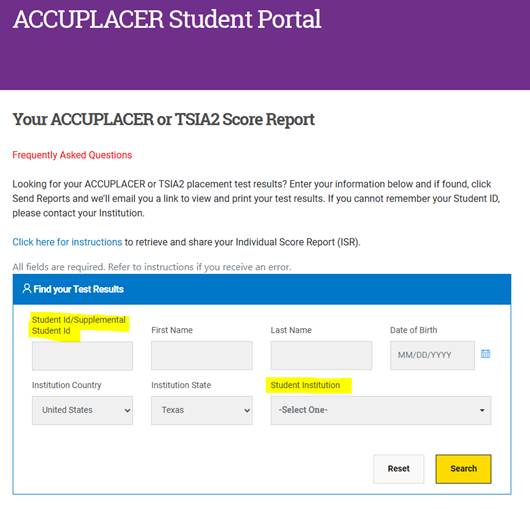 ACCUPLACER Student Portal
Your ACCUPLACER or TSIA2 Score Report
Frequently Asked Questions
Looking for your ACCUPLACER or TSIA2 placement test results? Enter your information below and if found, click
Send Reports and we'll email you a link to view and print your test results. If you cannot remember your Student ID,
please contact your Institution.
Click here for instructions to retrieve and share your Individual Score Report (ISR).
All fields are required. Refer to instructions if you receive an error.
Find your Test Results
Student Id/Supplemental
Student Id
First Name
Last Name
Date of Birth
MM/DD/YYYY
Institution Country
Institution State
Student Institution
United States
Texas
-Select One-
Reset
Search